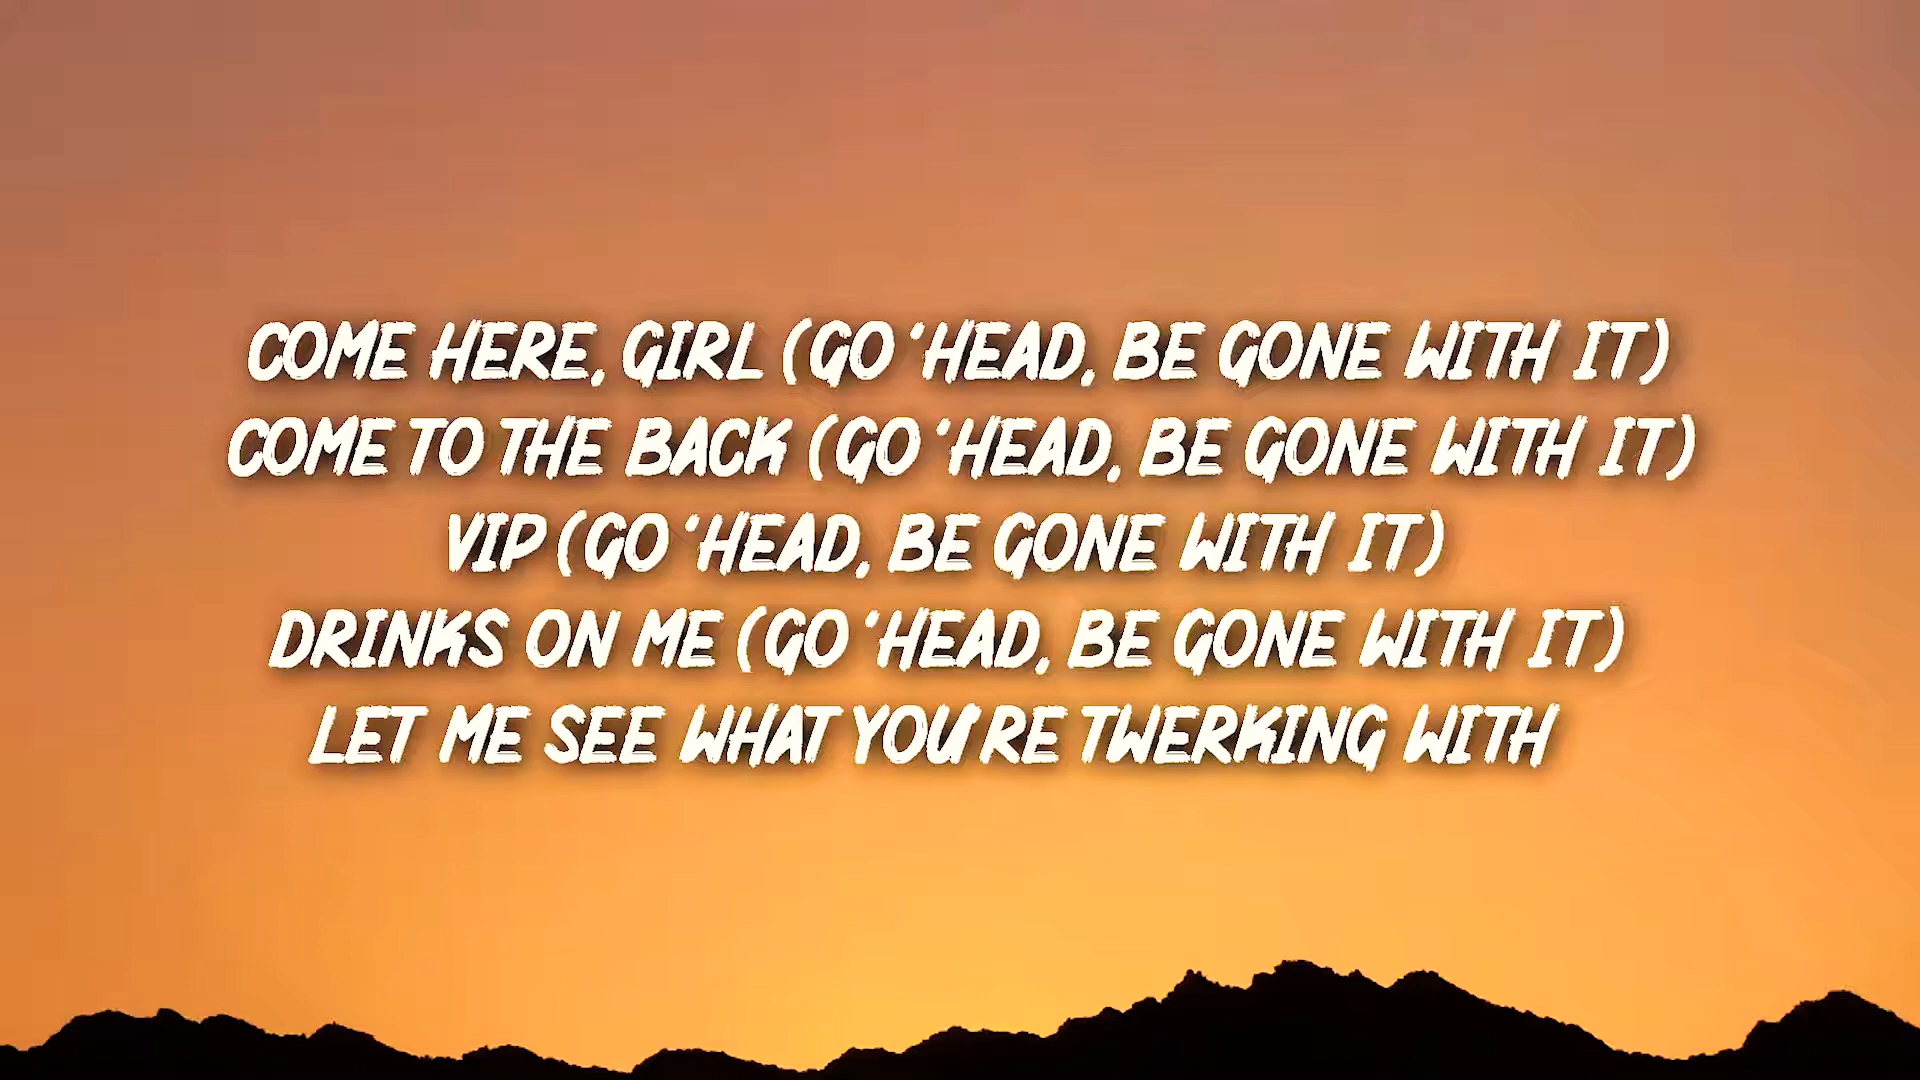 COME HERE, GIRL (GO 'HEAD, BE GONE WITH IT)
COME TO THE BACK (GO 'HEAD, BE GONE WITH IT)
VIP (GO 'HEAD, BE GONE WITH IT)
DRINKS ON ME (GO 'HEAD, BE GONE WITH IT)
LET ME SEE WHAT YOU'RE TWERKING WITH